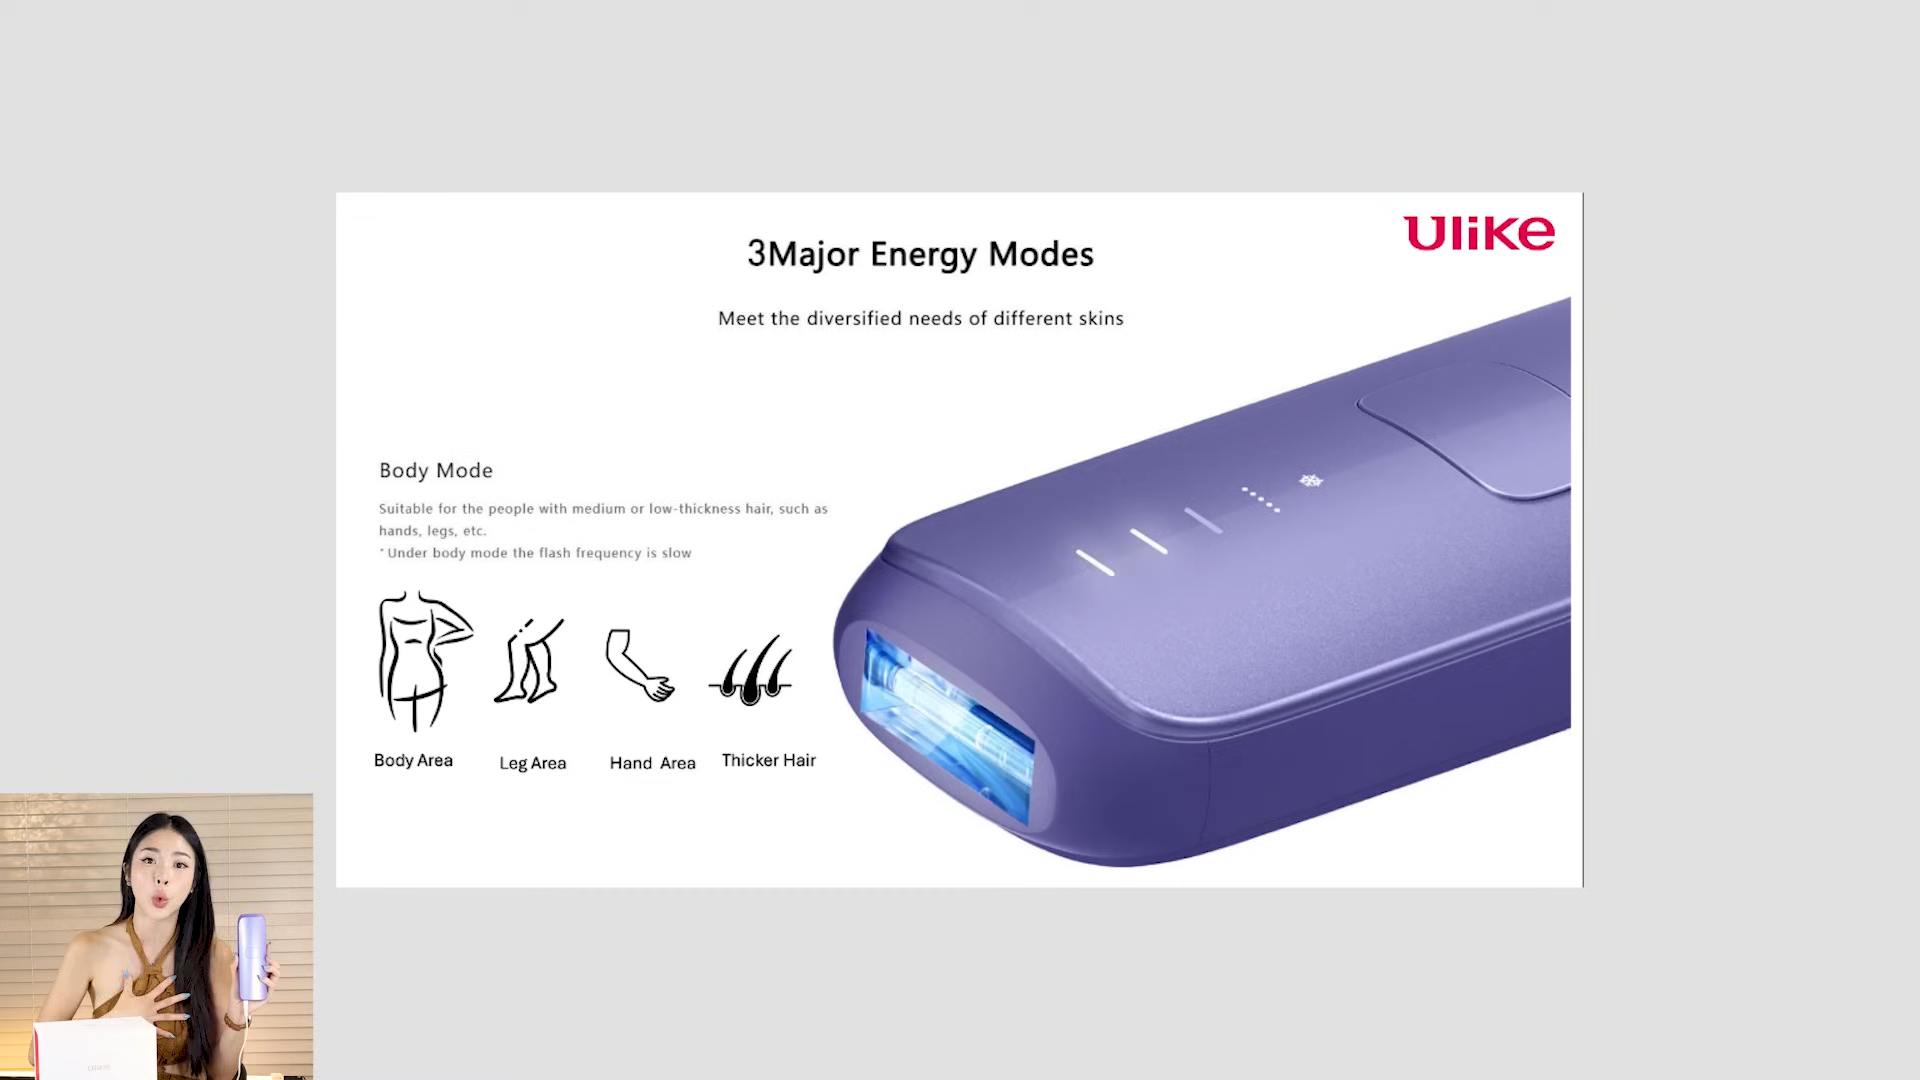 Ulike
3Major Energy Modes
Meet the diversified needs of different skins
Body Mode
Suitable for the people with medium or low-thickness hair, such as
hands, legs, etc.
* Under body mode the flash frequency is slow
Body Area
Leg Area
Hand Area
Thicker Hair